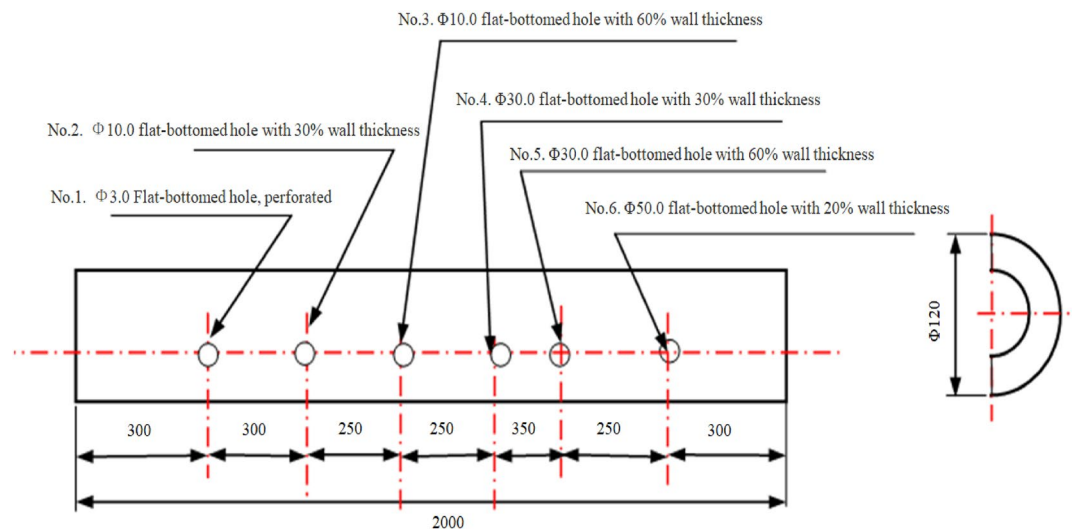 No.3. Φ10.0 flat-bottomed hole with 60% wall thickness
No.4. Φ30.0 flat-bottomed hole with 30% wall thickness
No.2. Φ10.0 flat-bottomed hole with 30% wall thickness
No.5. Φ30.0 flat-bottomed hole with 60% wall thickness
No.1. Φ3.0 Flat-bottomed hole, perforated
No.6. Φ50.0 flat-bottomed hole with 20% wall thickness
Φ120
300
300
250
250
350
250
300
2000